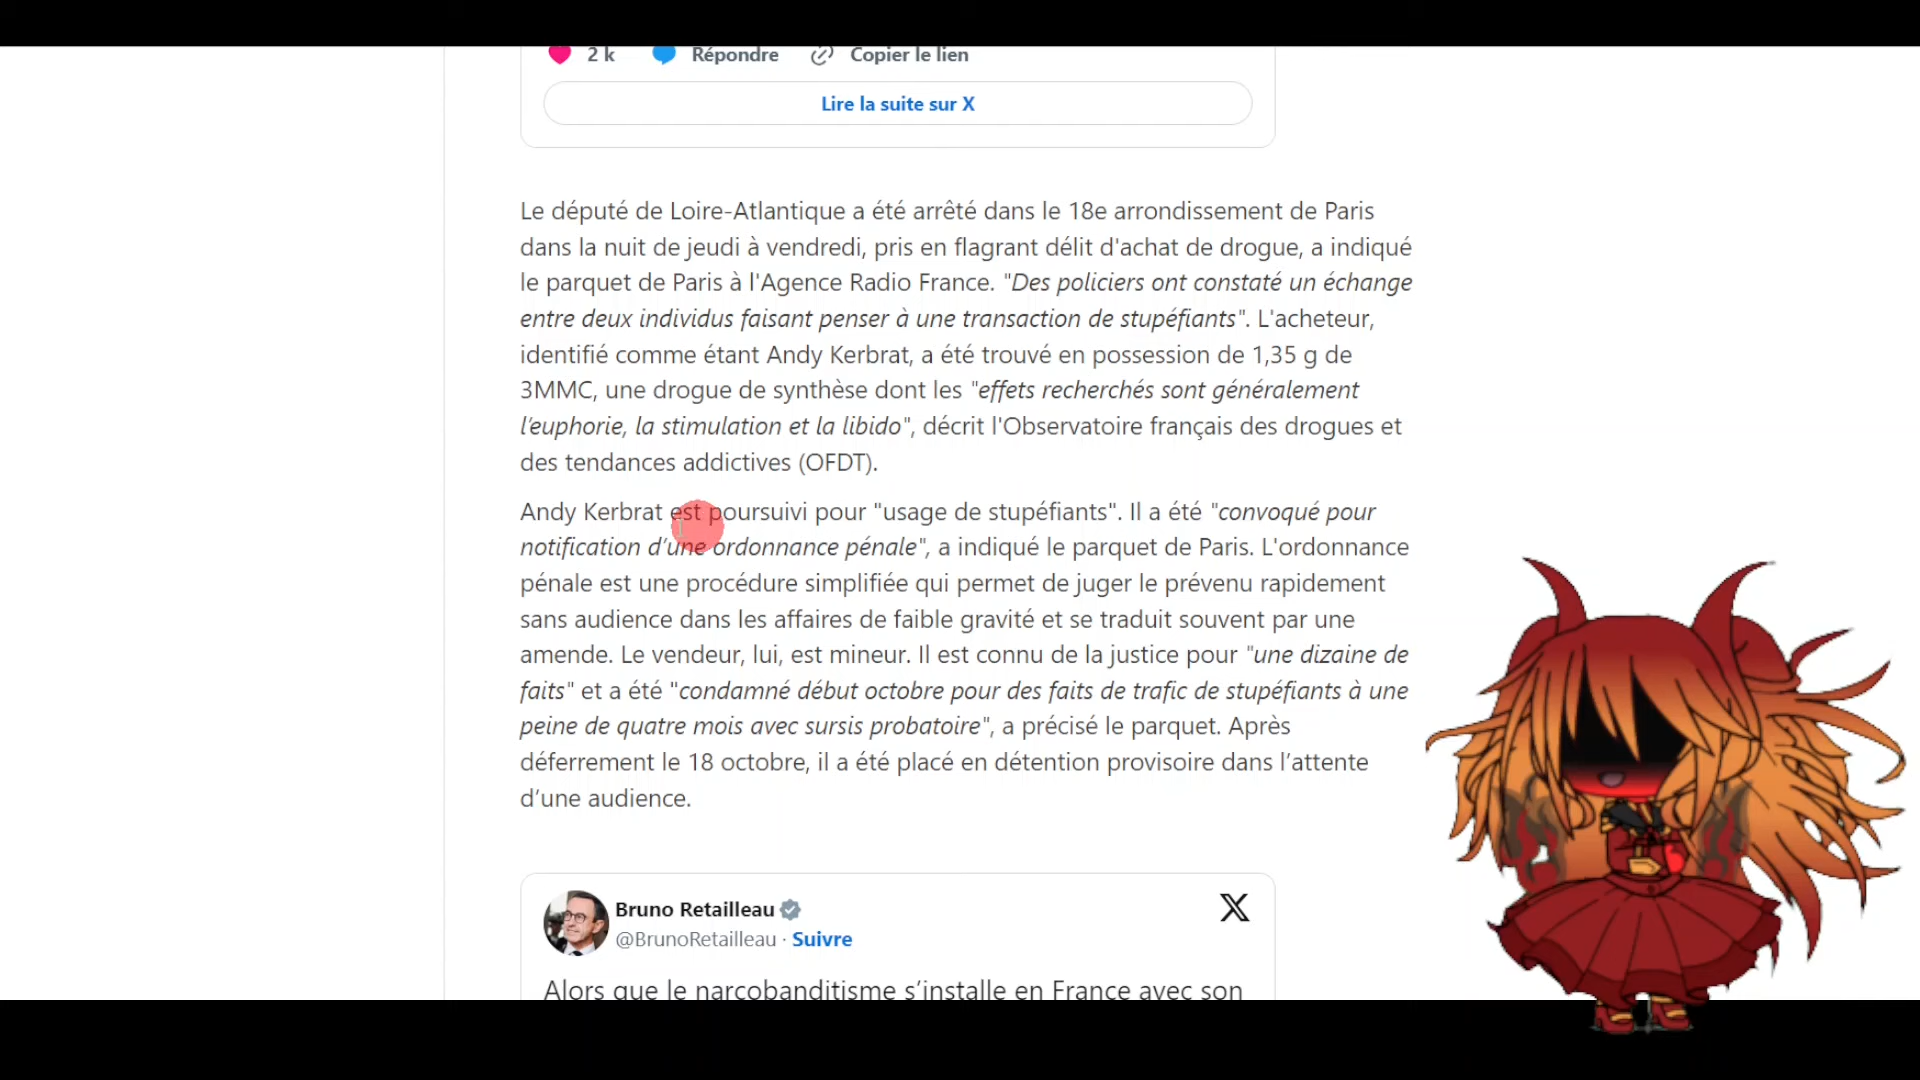 2 k Répondre Copier le lien
Lire la suite sur X
Le député de Loire-Atlantique a été arrêté dans le 18e arrondissement de Paris
dans la nuit de jeudi à vendredi, pris en flagrant délit d'achat de drogue, a indiqué
le parquet de Paris à l'Agence Radio France. "Des policiers ont constaté un échange
entre deux individus faisant penser à une transaction de stupéfiants". L'acheteur,
identifié comme étant Andy Kerbrat, a été trouvé en possession de 1,35 g de
3MMC, une drogue de synthèse dont les "effets recherchés sont généralement
l’euphorie, la stimulation et la libido", décrit l'Observatoire français des drogues et
des tendances addictives (OFDT).
Andy Kerbrat est poursuivi pour "usage de stupéfiants". Il a été "convoqué pour
notification d’une ordonnance pénale", a indiqué le parquet de Paris. L'ordonnance
pénale est une procédure simplifiée qui permet de juger le prévenu rapidement
sans audience dans les affaires de faible gravité et se traduit souvent par une
amende. Le vendeur, lui, est mineur. Il est connu de la justice pour "une dizaine de
faits" et a été "condamné début octobre pour des faits de trafic de stupéfiants à une
peine de quatre mois avec sursis probatoire", a précisé le parquet. Après
déferrement le 18 octobre, il a été placé en détention provisoire dans l’attente
d’une audience.
Bruno Retailleau
@BrunoRetailleau · Suivre
Alors que le narcobanditisme s’installe en France avec son